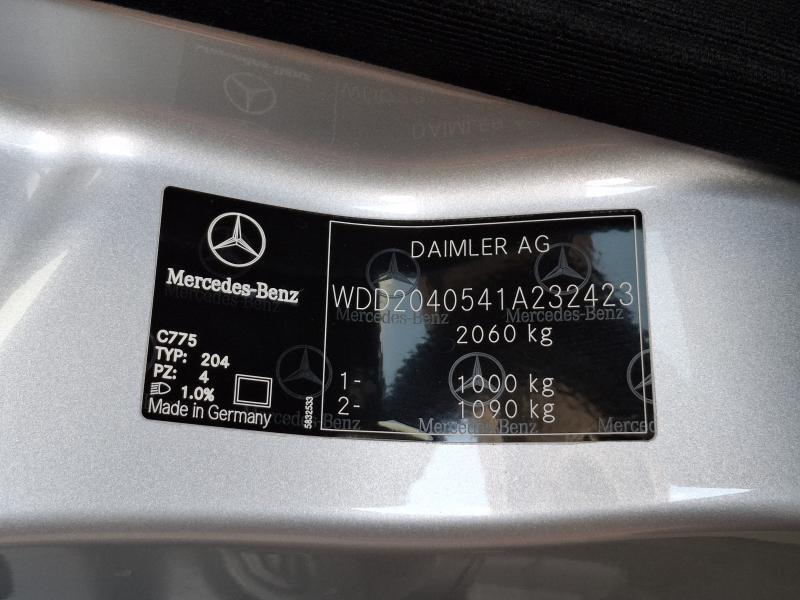 Mercedes-Benz
C775
TYP: 204
PZ: 4
1.0%
Made in Germany
5832533
DAIMLER AG
WDD2040541A232423
2060 kg
1- 1000 kg
2- 1090 kg